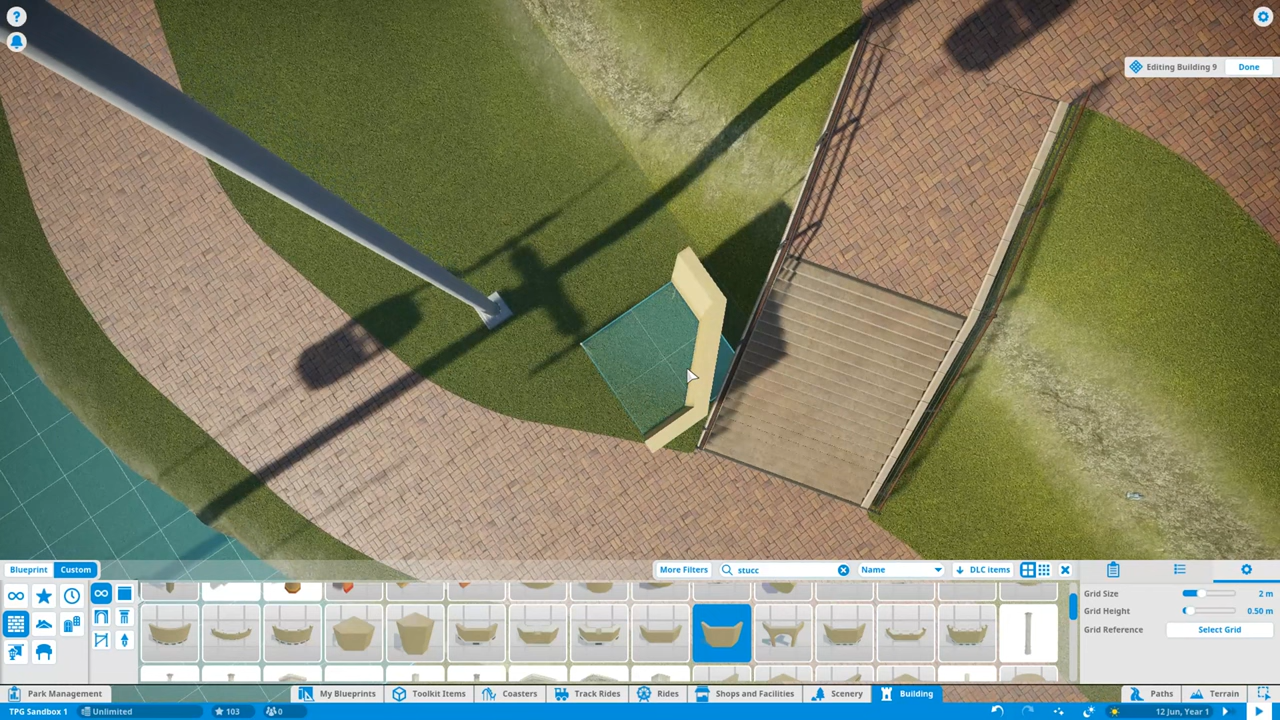 ?
Editing Building 9
Done
Blueprint
Custom
More Filters
stucc
Name
DLC items
Grid Size
2 m
Grid Height
0.50 m
Grid Reference
Select Grid
Park Management
My Blueprints
Toolkit Items
Coasters
Track Rides
Rides
Shops and Facilities
Scenery
Building
Paths
Terrain
TPG Sandbox 1
Unlimited
103
0
12 Jun, Year 1